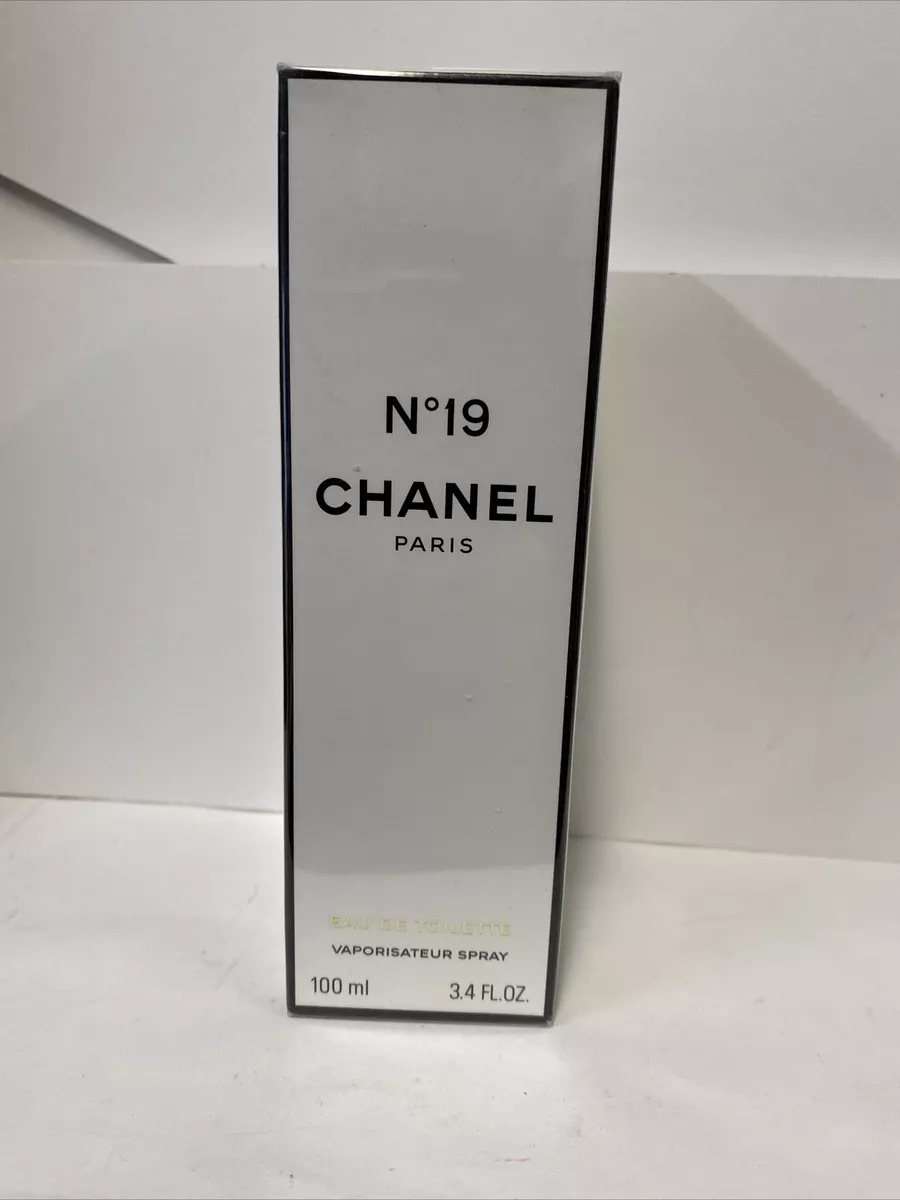 N°19
CHANEL
PARIS
EAU DE TOILETTE
VAPORISATEUR SPRAY
100 ml 3.4 FL.OZ.